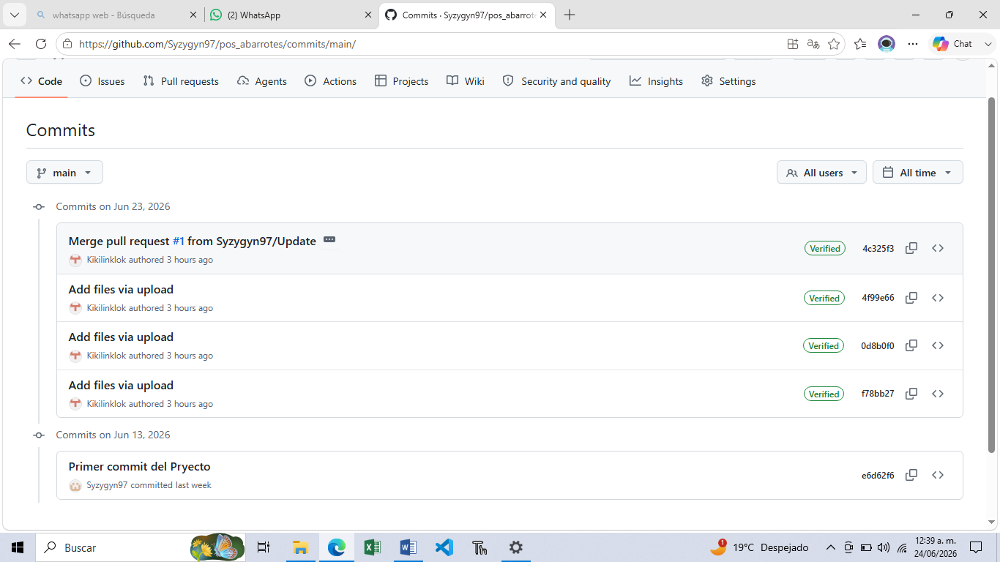 whatsapp web - Búsqueda
(2) WhatsApp
Commits · Syzygyn97/pos_abarrote
https://github.com/Syzygyn97/pos_abarrotes/commits/main/
Chat
Code
Issues
Pull requests
Agents
Actions
Projects
Wiki
Security and quality
Insights
Settings
Commits
main
All users
All time
Commits on Jun 23, 2026
Merge pull request #1 from Syzygyn97/Update
Kikilinklok authored 3 hours ago
Verified
4c325f3
Add files via upload
Kikilinklok authored 3 hours ago
Verified
4f99e66
Add files via upload
Kikilinklok authored 3 hours ago
Verified
0d8b0f0
Add files via upload
Kikilinklok authored 3 hours ago
Verified
f78bb27
Commits on Jun 13, 2026
Primer commit del Pryecto
Syzygyn97 committed last week
e6d62f6
Buscar
1
19°C Despejado
12:39 a. m.
24/06/2026